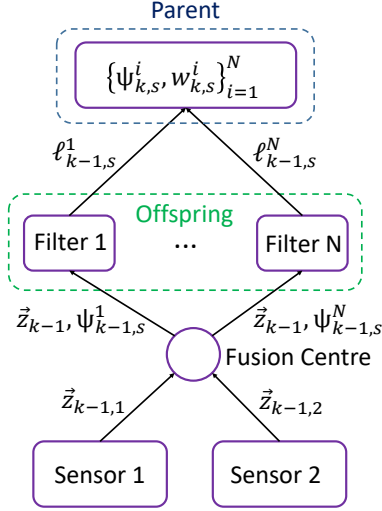 Parent
{ψ^i_{k,s}, w^i_{k,s}}^N_{i=1}
ℓ^1_{k−1,s} ℓ^N_{k−1,s}
Offspring
Filter 1 ... Filter N
z⃗_{k−1}, ψ^1_{k−1,s} z⃗_{k−1}, ψ^N_{k−1,s}
Fusion Centre
z⃗_{k−1,1} z⃗_{k−1,2}
Sensor 1 Sensor 2